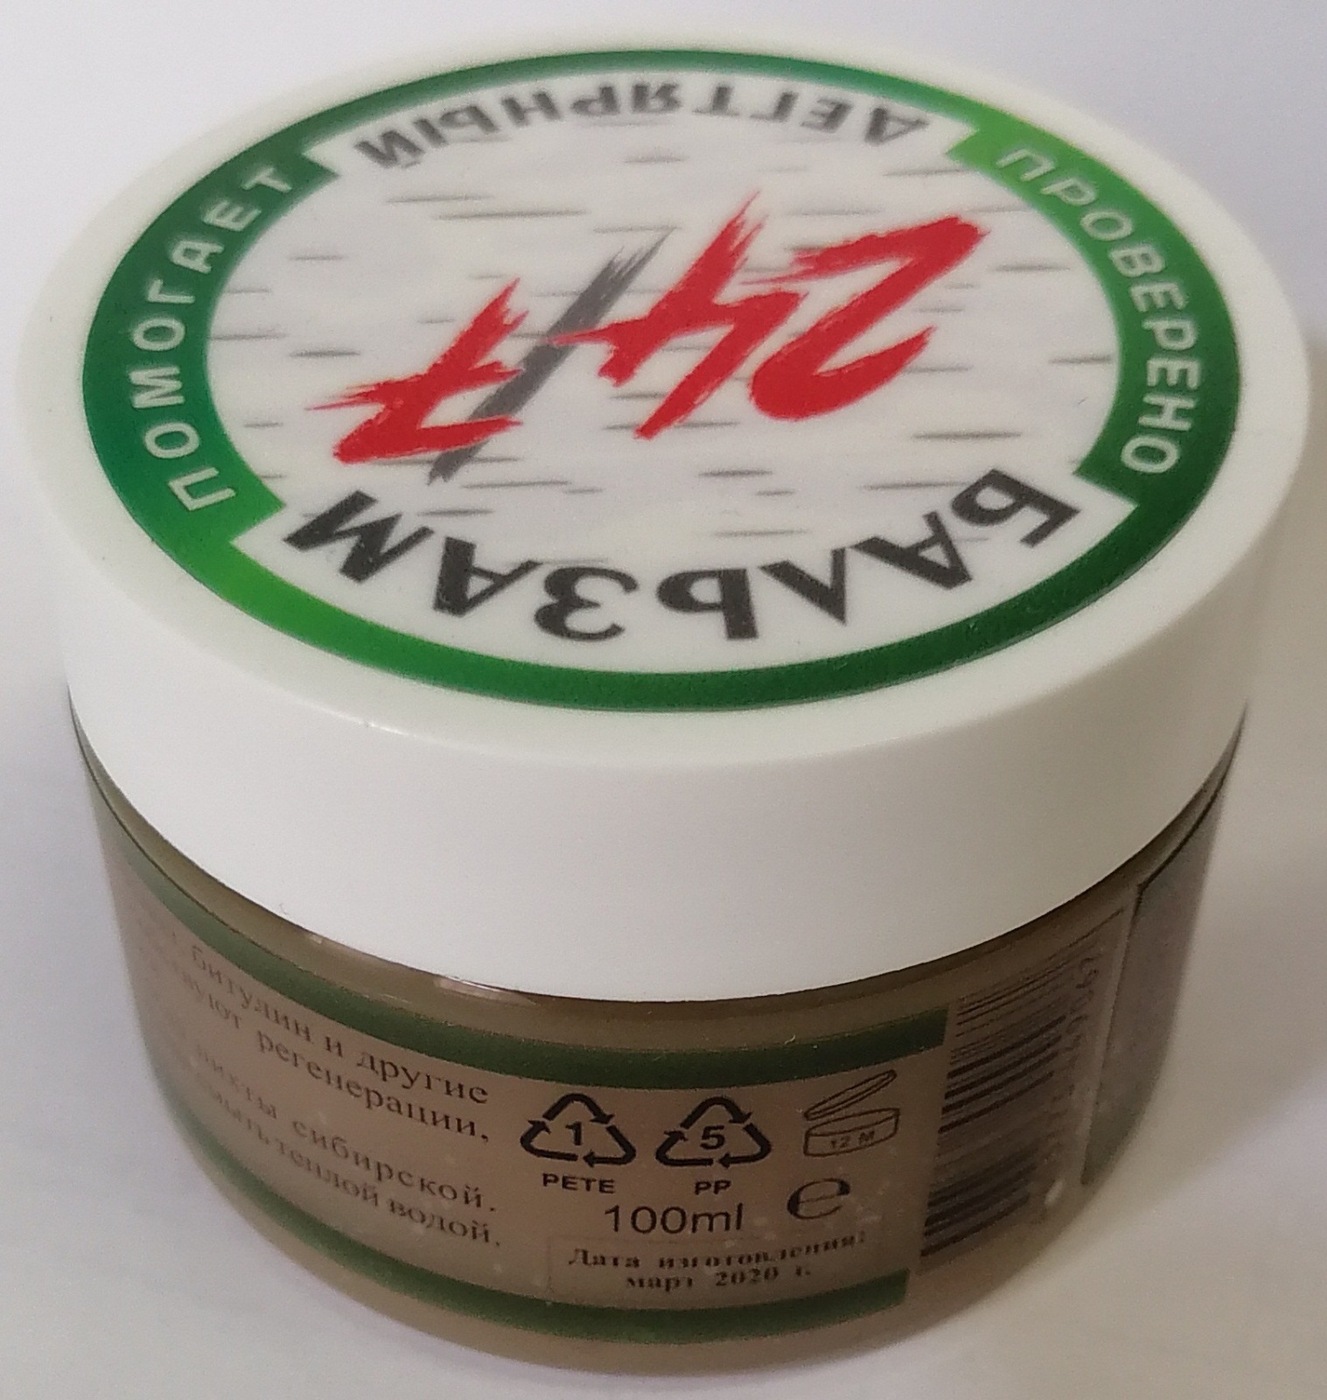 БАЛЬЗАМ
24/7
ДЕГТЯРНЫЙ
ПРОВЕРЕНО
ПОМОГАЕТ
битулин и другие
регенерации,
пихты сибирской.
теплой водой.
1
PETE
5
PP
12 M
100ml e
Дата изготовления:
март 2020 г.